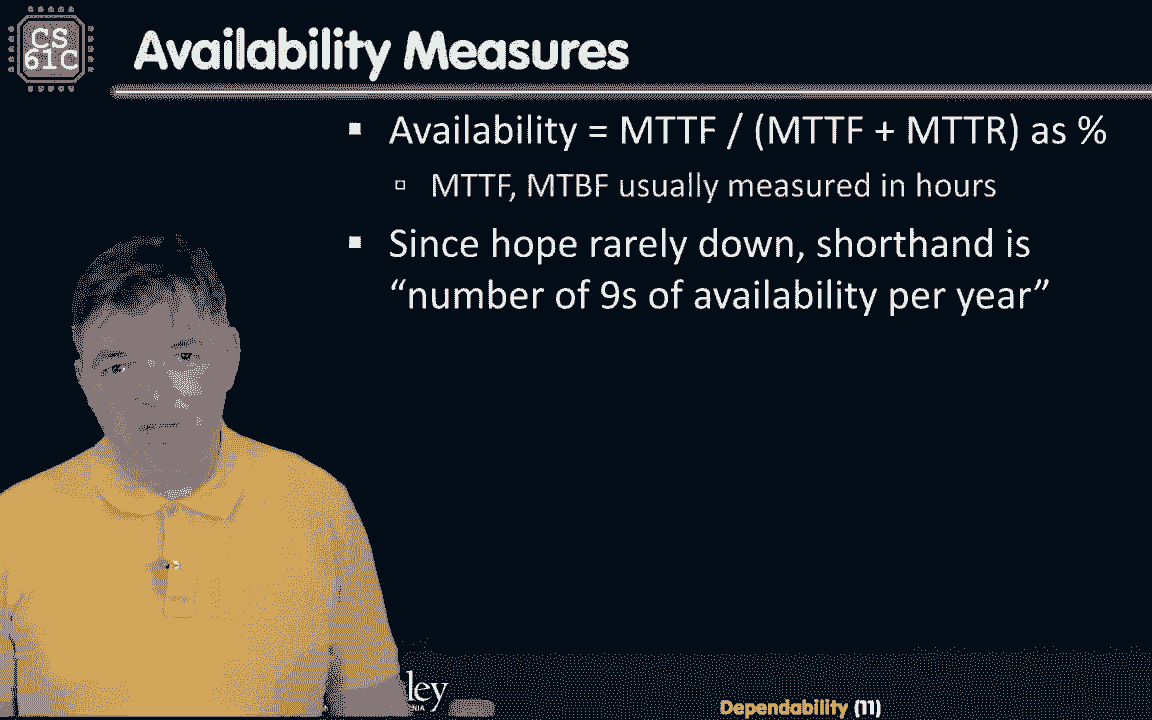 CS
61C
Availability Measures
Availability = MTTF / (MTTF + MTTR) as %
MTTF, MTBF usually measured in hours
Since hope rarely down, shorthand is
“number of 9s of availability per year”
ley
Dependability (11)